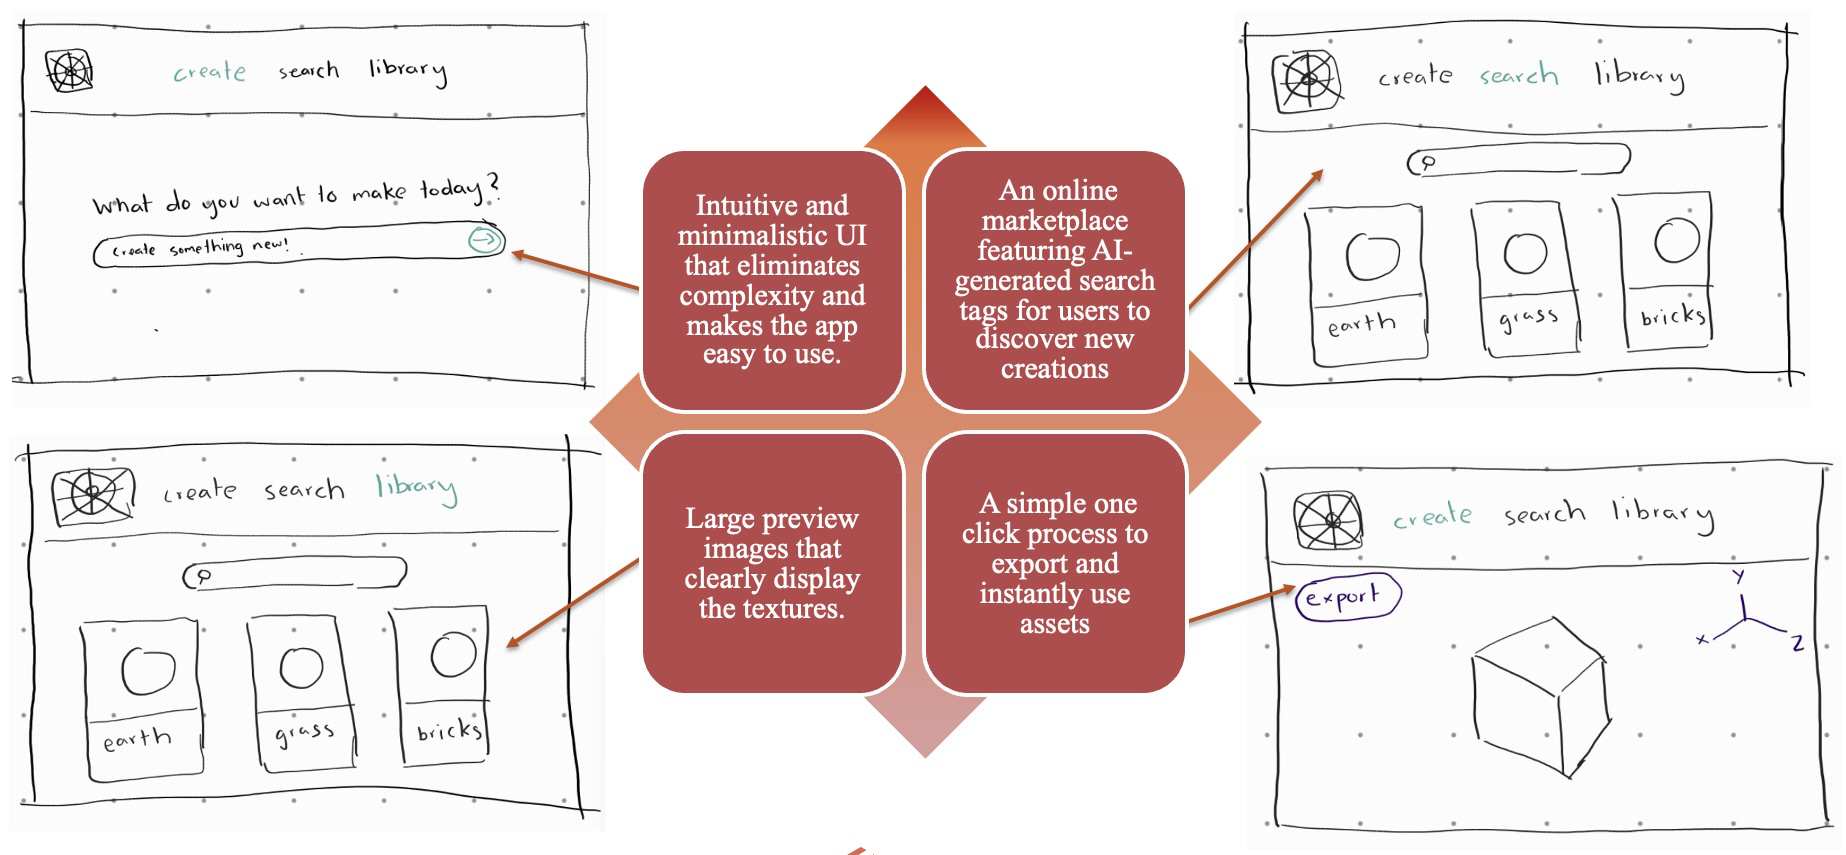 create search library
What do you want to make today?
create something new!
Intuitive and
minimalistic UI
that eliminates
complexity and
makes the app
easy to use.
An online
marketplace
featuring AI-
generated search
tags for users to
discover new
creations
create search library
earth grass bricks
create search library
earth grass bricks
Large preview
images that
clearly display
the textures.
A simple one
click process to
export and
instantly use
assets
create search library
export
Y
X
Z